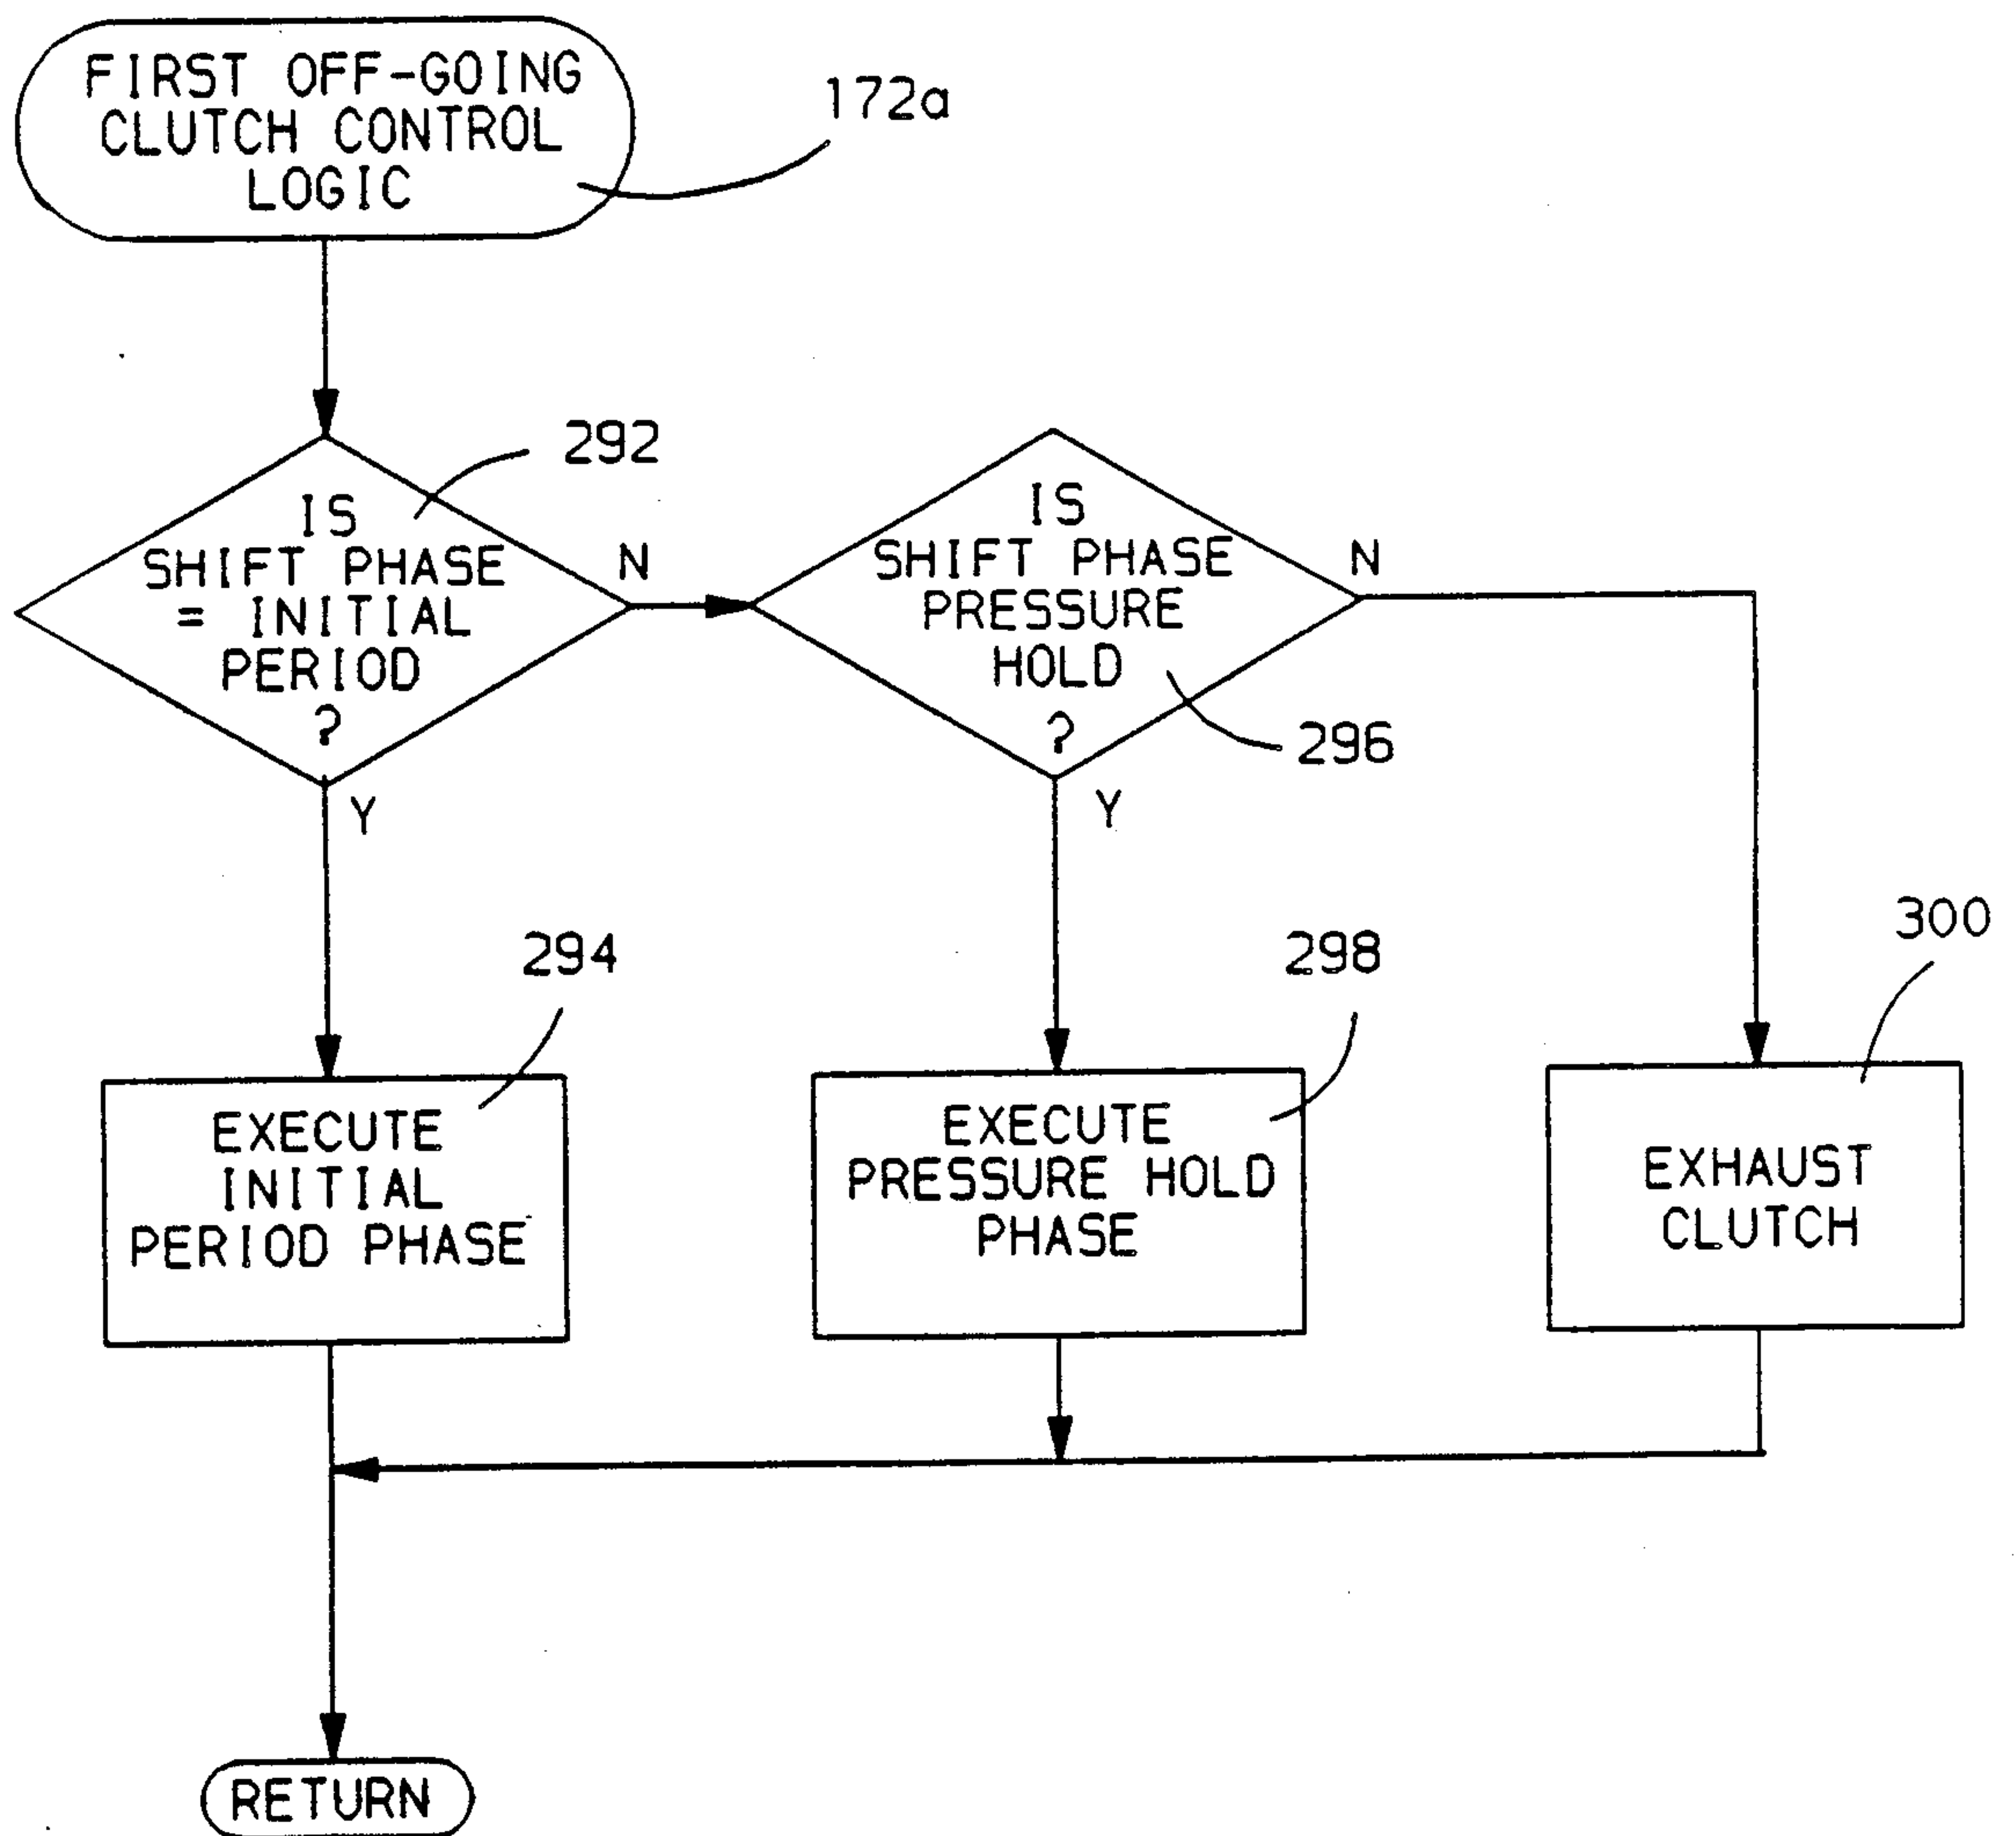 FIRST OFF-GOING
CLUTCH CONTROL
LOGIC
172a
292
IS
SHIFT PHASE
= INITIAL
PERIOD
?
N
Y
IS
SHIFT PHASE
PRESSURE
HOLD
?
N
296
Y
294
298
300
EXECUTE
INITIAL
PERIOD PHASE
EXECUTE
PRESSURE HOLD
PHASE
EXHAUST
CLUTCH
RETURN